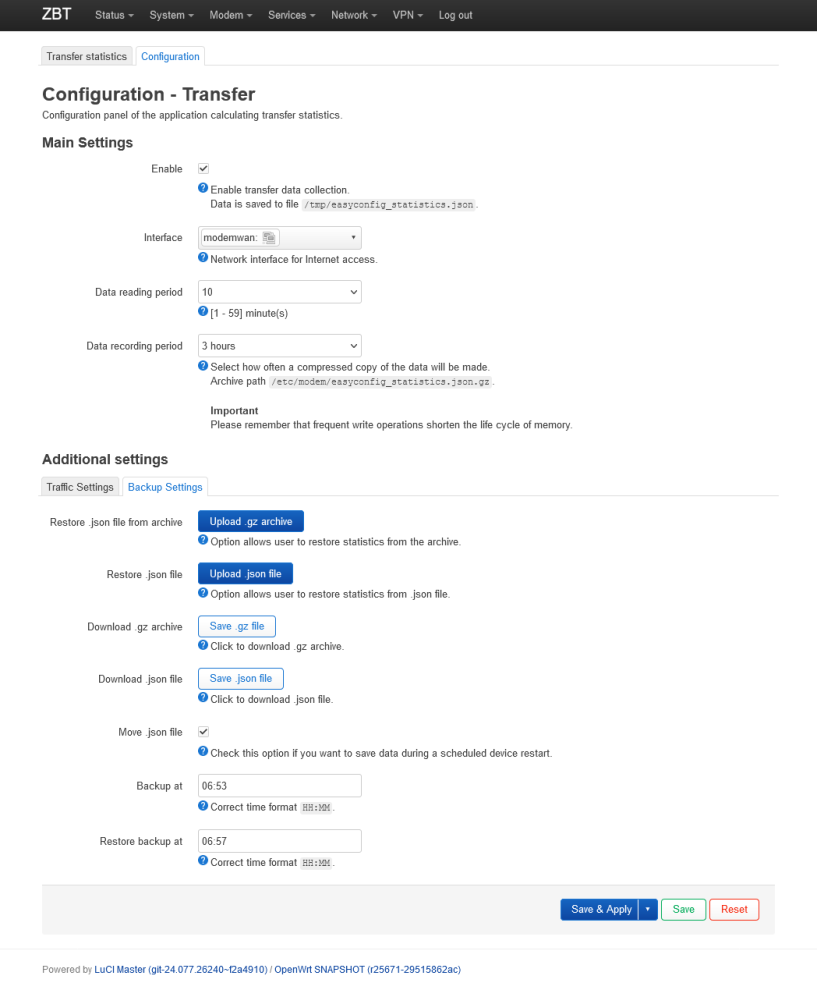 ZBT Status System Modem Services Network VPN Log out
Transfer statistics Configuration
Configuration - Transfer
Configuration panel of the application calculating transfer statistics.
Main Settings
Enable
Enable transfer data collection.
Data is saved to file /tmp/easyconfig_statistics.json.
Interface modemwan:
Network interface for Internet access.
Data reading period 10
[1 - 59] minute(s)
Data recording period 3 hours
Select how often a compressed copy of the data will be made.
Archive path /etc/modem/easyconfig_statistics.json.gz.
Important
Please remember that frequent write operations shorten the life cycle of memory.
Additional settings
Traffic Settings Backup Settings
Restore .json file from archive Upload .gz archive
Option allows user to restore statistics from the archive.
Restore .json file Upload .json file
Option allows user to restore statistics from .json file.
Download .gz archive Save .gz file
Click to download .gz archive.
Download .json file Save .json file
Click to download .json file.
Move .json file
Check this option if you want to save data during a scheduled device restart.
Backup at 06:53
Correct time format HH:MM.
Restore backup at 06:57
Correct time format HH:MM.
Save & Apply Save Reset
Powered by LuCI Master (git-24.077.26240~f2a4910) / OpenWrt SNAPSHOT (r25671-29515862ac)